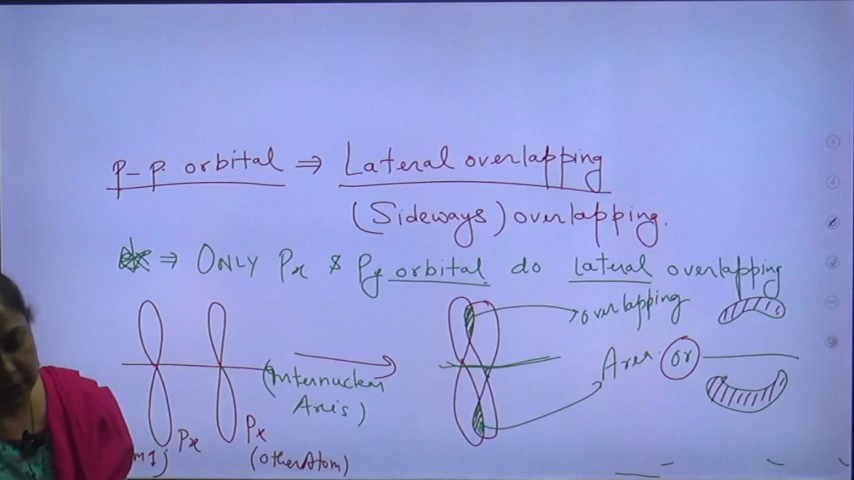 p-p orbital ⇒ Lateral overlapping
(Sideways) overlapping.
⇒ ONLY Px & Py orbital do lateral overlapping
overlapping
Area or
(Internuclear
Axis)
Px Px
m 1) (Other Atom)